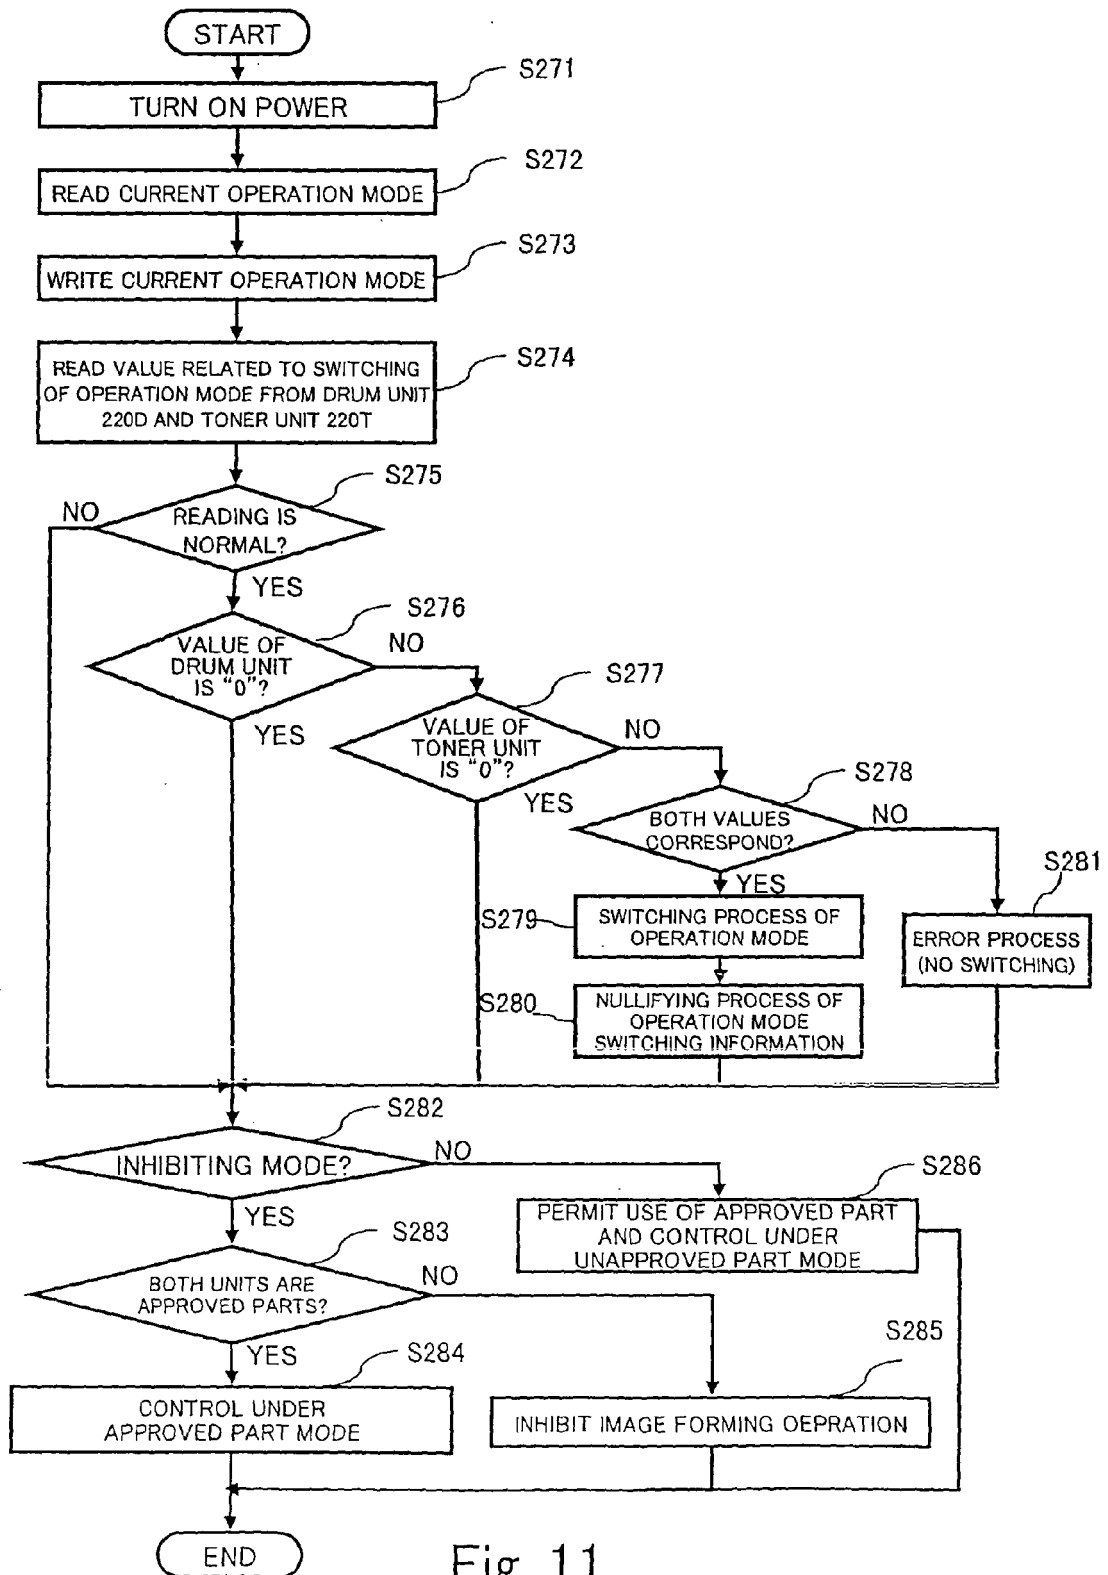 START
S271
TURN ON POWER
S272
READ CURRENT OPERATION MODE
S273
WRITE CURRENT OPERATION MODE
S274
READ VALUE RELATED TO SWITCHING
OF OPERATION MODE FROM DRUM UNIT
220D AND TONER UNIT 220T
S275
NO
READING IS
NORMAL?
YES
S276
NO
VALUE OF
DRUM UNIT
IS "0"?
YES
S277
NO
VALUE OF
TONER UNIT
IS "0"?
YES
S278
NO
BOTH VALUES
CORRESPOND?
YES
S281
S279
SWITCHING PROCESS OF
OPERATION MODE
ERROR PROCESS
(NO SWITCHING)
S280
NULLIFYING PROCESS OF
OPERATION MODE
SWITCHING INFORMATION
S282
INHIBITING MODE?
NO
YES
S286
PERMIT USE OF APPROVED PART
AND CONTROL UNDER
UNAPPROVED PART MODE
S283
BOTH UNITS ARE
APPROVED PARTS?
NO
YES
S284
S285
CONTROL UNDER
APPROVED PART MODE
INHIBIT IMAGE FORMING OEPRATION
END
Fig. 11